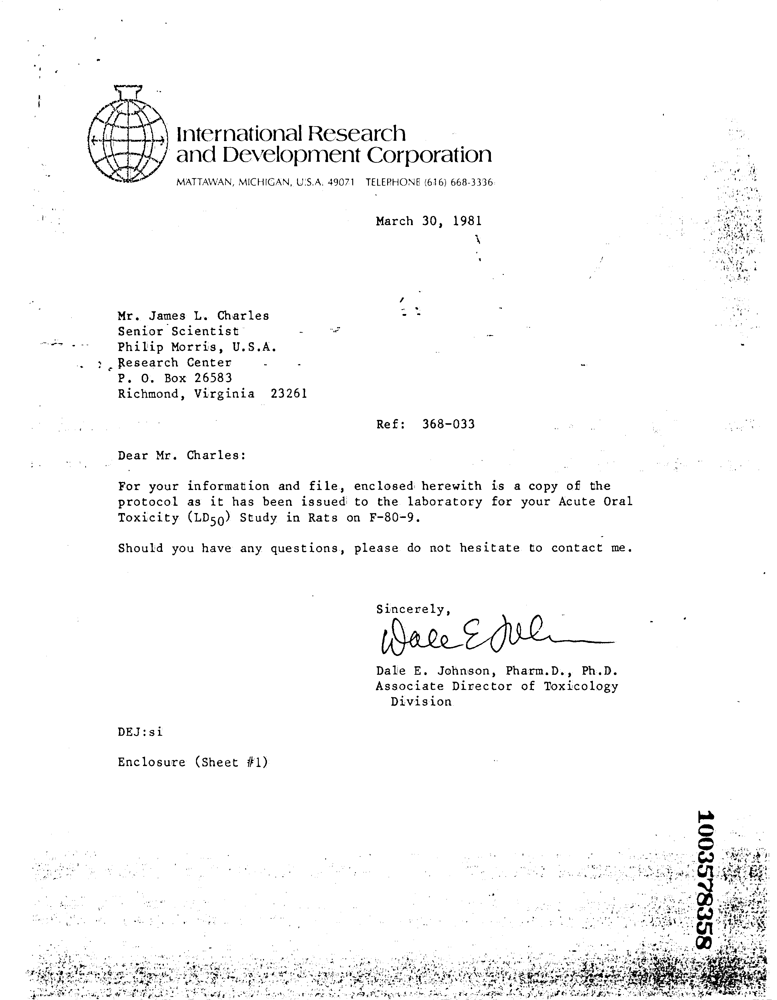 International Research
and Development Corporation
MATTAWAN, MICHIGAN, U.S.A. 49071 TELEPHONE (616) 668-3336
March 30, 1981
Mr. James L. Charles
Senior Scientist
Philip Morris, U.S.A.
Research Center
P. O. Box 26583
Richmond, Virginia 23261
Ref: 368-033
Dear Mr. Charles:
For your information and file, enclosed herewith is a copy of the
protocol as it has been issued to the laboratory for your Acute Oral
Toxicity (LD50) Study in Rats on F-80-9.
Should you have any questions, please do not hesitate to contact me.
Sincerely,
Dale E. Johnson, Pharm.D., Ph.D.
Associate Director of Toxicology
Division
DEJ:si
Enclosure (Sheet #1)
1003578358